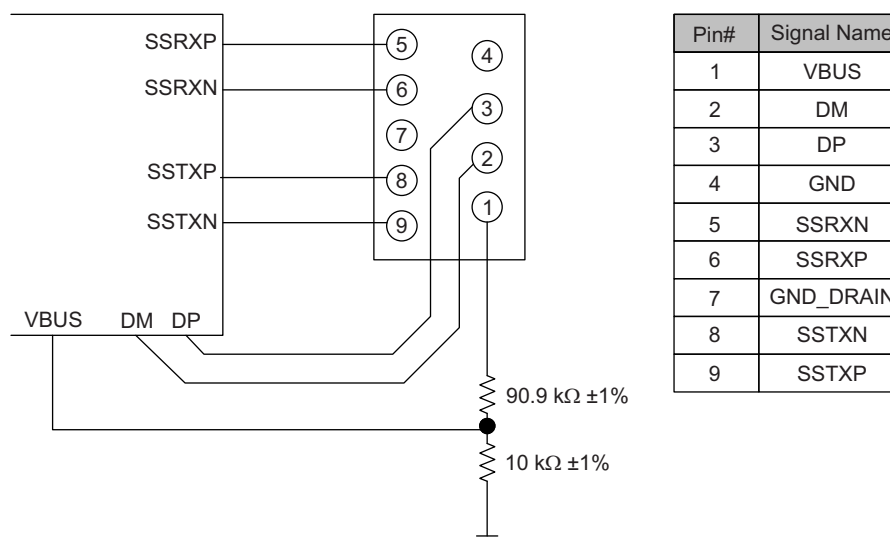 SSRXP
SSRXN
SSTXP
SSTXN
VBUS DM DP
5
6
7
8
9
4
3
2
1
90.9 kΩ ±1%
10 kΩ ±1%
Pin# Signal Name
1 VBUS
2 DM
3 DP
4 GND
5 SSRXN
6 SSRXP
7 GND_DRAIN
8 SSTXN
9 SSTXP